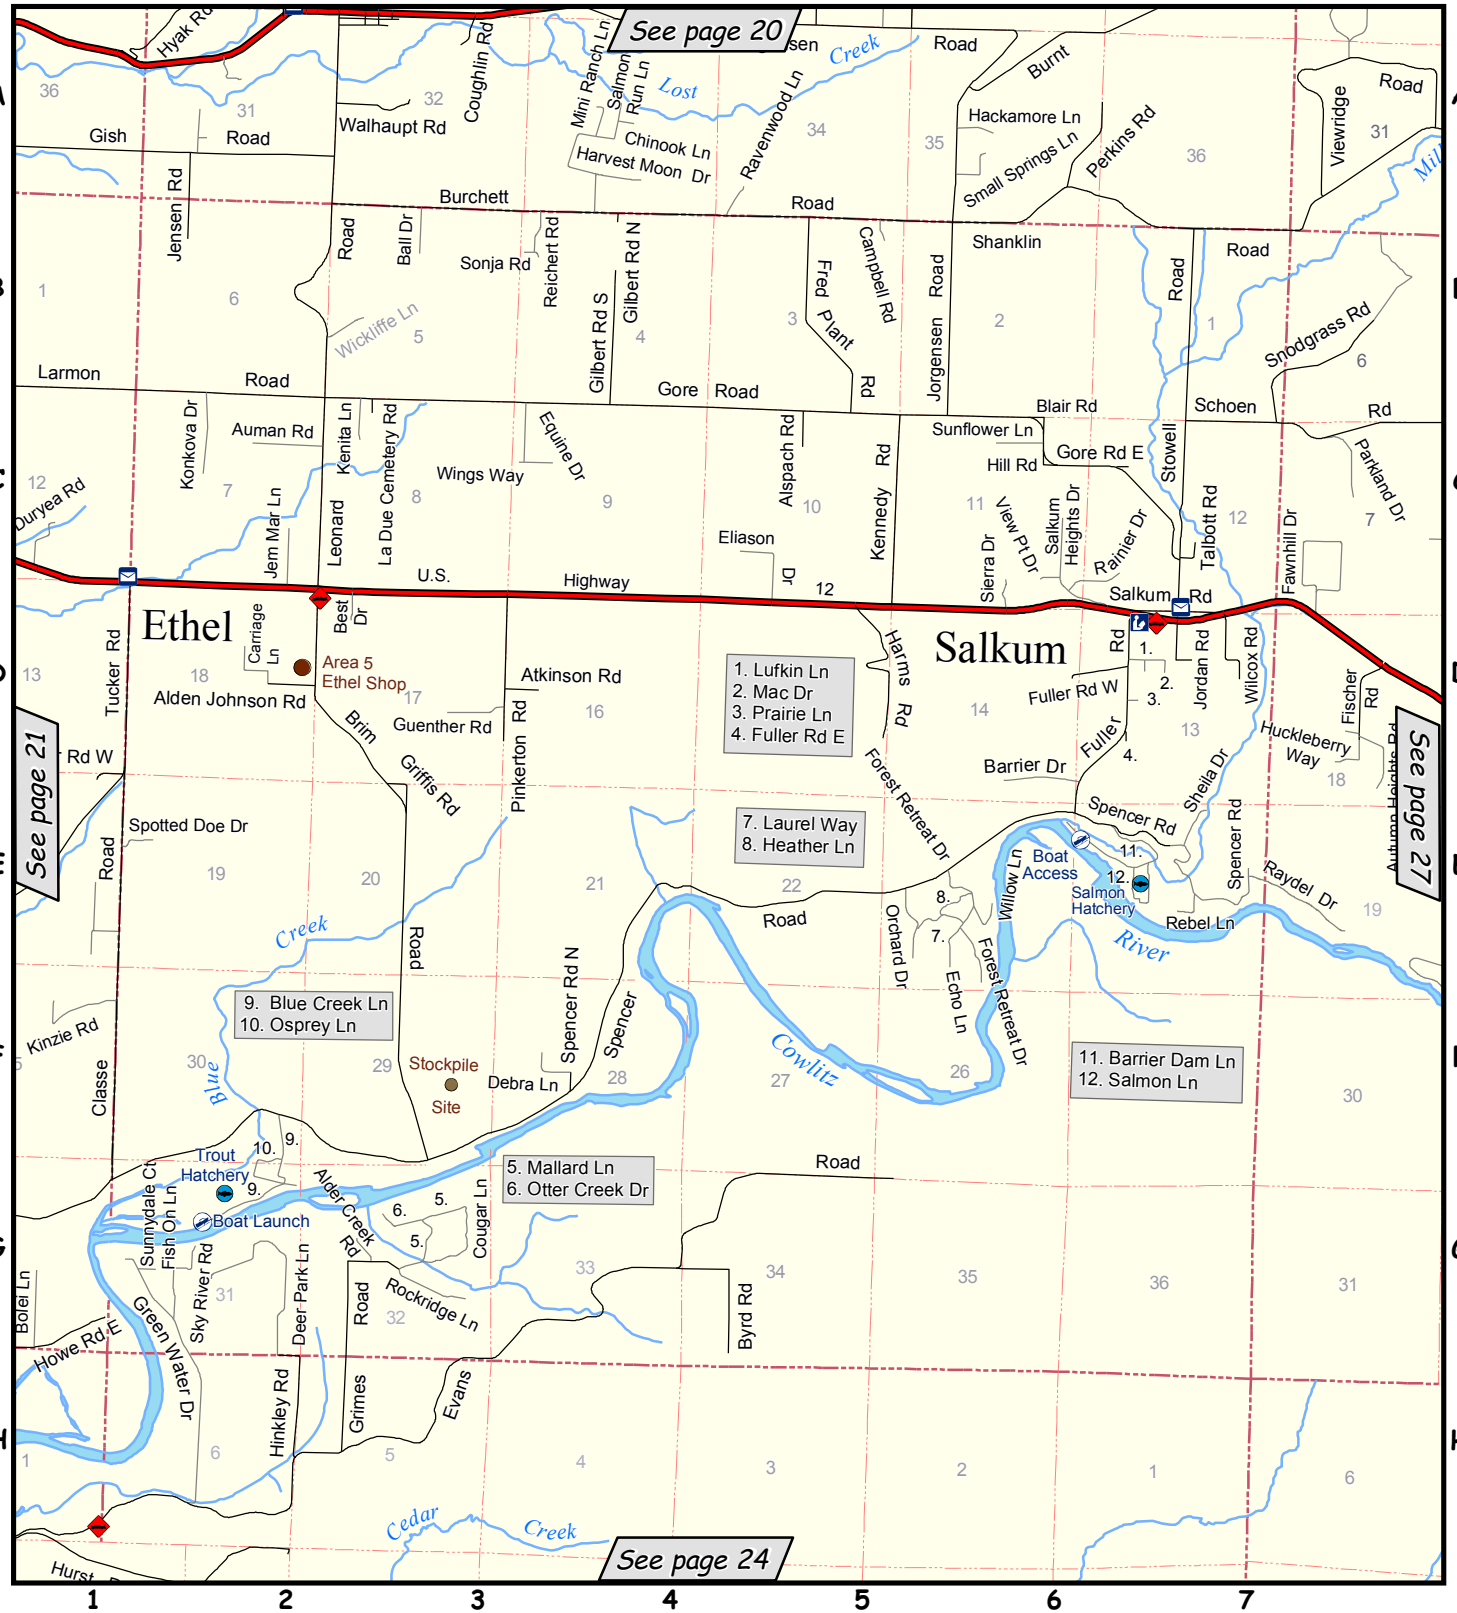 See page 20
Hyak Rd
Coughlin Rd
Mini Ranch Ln
Salmon
Run Ln
Lost
Creek
sen
Road
Burnt
Road
36
31
32
34
35
36
31
Gish
Road
Walhaupt Rd
Chinook Ln
Harvest Moon Dr
Ravenwood Ln
Hackamore Ln
Small Springs Ln
Perkins Rd
Viewridge
Mill
Jensen Rd
Burchett
Road
Road
Ball Dr
Sonja Rd
Reichert Rd
Gilbert Rd N
Gilbert Rd S
Fred
Plant
Rd
Campbell Rd
Jorgensen
Road
Shanklin
Road
Road
Snodgrass Rd
Wickliffe Ln
1
6
5
4
3
2
1
6
Larmon
Road
Gore Road
Blair Rd
Schoen
Rd
Konkova Dr
Auman Rd
Kenita Ln
La Due Cemetery Rd
Equine Dr
Wings Way
Alspach Rd
Kennedy
Rd
Sunflower Ln
Hill Rd
Gore Rd E
Stowell
Parkland Dr
Duryea Rd
12
7
8
9
10
11
12
7
Jem Mar Ln
Leonard
Eliason
Dr
Sierra Dr
View Pt Dr
Salkum
Heights Dr
Rainier Dr
Talbott Rd
Fawnhill Dr
U.S.
Highway
12
Salkum
Rd
Ethel
Salkum
Carriage
Ln
Best
Dr
Area 5
Ethel Shop
Alden Johnson Rd
Tucker Rd
Atkinson Rd
Guenther Rd
Pinkerton Rd
Brim
Griffis Rd
Harms
Rd
1. Lufkin Ln
2. Mac Dr
3. Prairie Ln
4. Fuller Rd E
Rd
1.
2.
3.
4.
Fuller Rd W
Fuller
Jordan Rd
Wilcox Rd
Fischer
Rd
Huckleberry
Way
13
18
17
16
14
13
18
See page 21
See page 27
Rd W
Barrier Dr
Sheila Dr
Spencer Rd
Spencer Rd
Forest Retreat Dr
Spotted Doe Dr
Road
7. Laurel Way
8. Heather Ln
Boat
Access
11.
12.
Salmon
Hatchery
Willow Ln
Raydel Dr
Rebel Ln
River
19
20
21
22
19
Creek
Road
Road
Orchard Dr
8.
7.
Echo Ln
Forest Retreat Dr
Spencer Rd N
Spencer
9. Blue Creek Ln
10. Osprey Ln
Kinzie Rd
Classe
Blue
Stockpile
Site
Debra Ln
Cowlitz
11. Barrier Dam Ln
12. Salmon Ln
30
29
28
27
26
30
10.
9.
9.
Trout
Hatchery
Boat Launch
Sunnydale Ct
Fish On Ln
Alder Creek
Rd
5. Mallard Ln
6. Otter Creek Dr
5.
6.
5.
Cougar Ln
Road
Bolei Ln
Howe Rd E
Green Water Dr
Sky River Rd
Deer Park Ln
Road
Rockridge Ln
Byrd Rd
31
32
33
34
35
36
31
Hinkley Rd
Grimes
Evans
1
6
5
4
3
2
1
6
Cedar
Creek
Hurst
See page 24
1
2
3
4
5
6
7